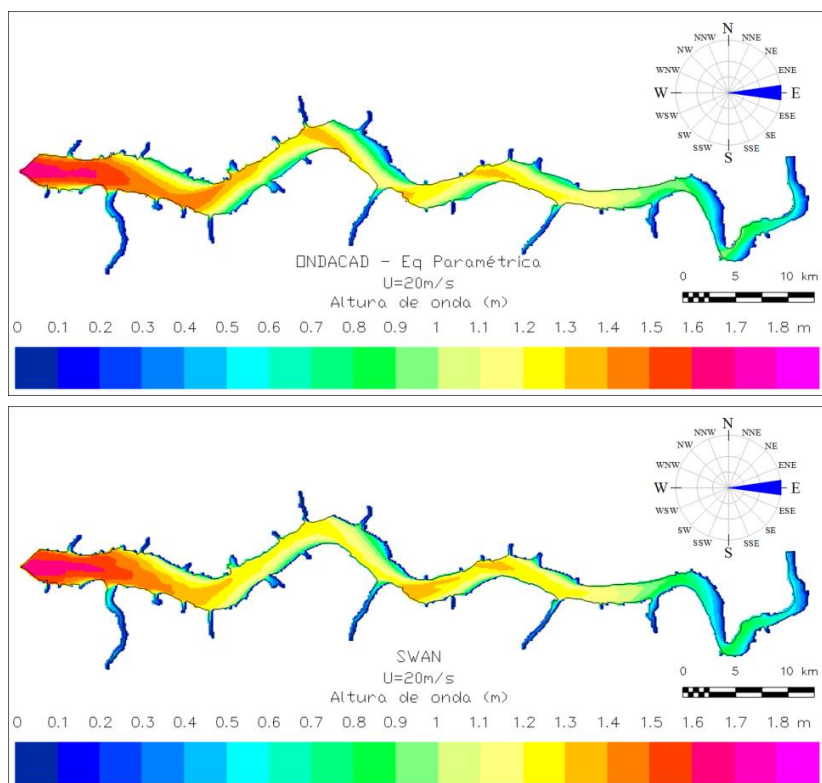 N
NNW NNE
NW NE
WNW ENE
W E
WSW ESE
SW SE
SSW SSE
S
ONDACAD - Eq Paramétrica
U=20m/s
Altura de onda (m)
0 5 10 km
0 0.1 0.2 0.3 0.4 0.5 0.6 0.7 0.8 0.9 1 1.1 1.2 1.3 1.4 1.5 1.6 1.7 1.8 m
N
NNW NNE
NW NE
WNW ENE
W E
WSW ESE
SW SE
SSW SSE
S
SWAN
U=20m/s
Altura de onda (m)
0 5 10 km
0 0.1 0.2 0.3 0.4 0.5 0.6 0.7 0.8 0.9 1 1.1 1.2 1.3 1.4 1.5 1.6 1.7 1.8 m